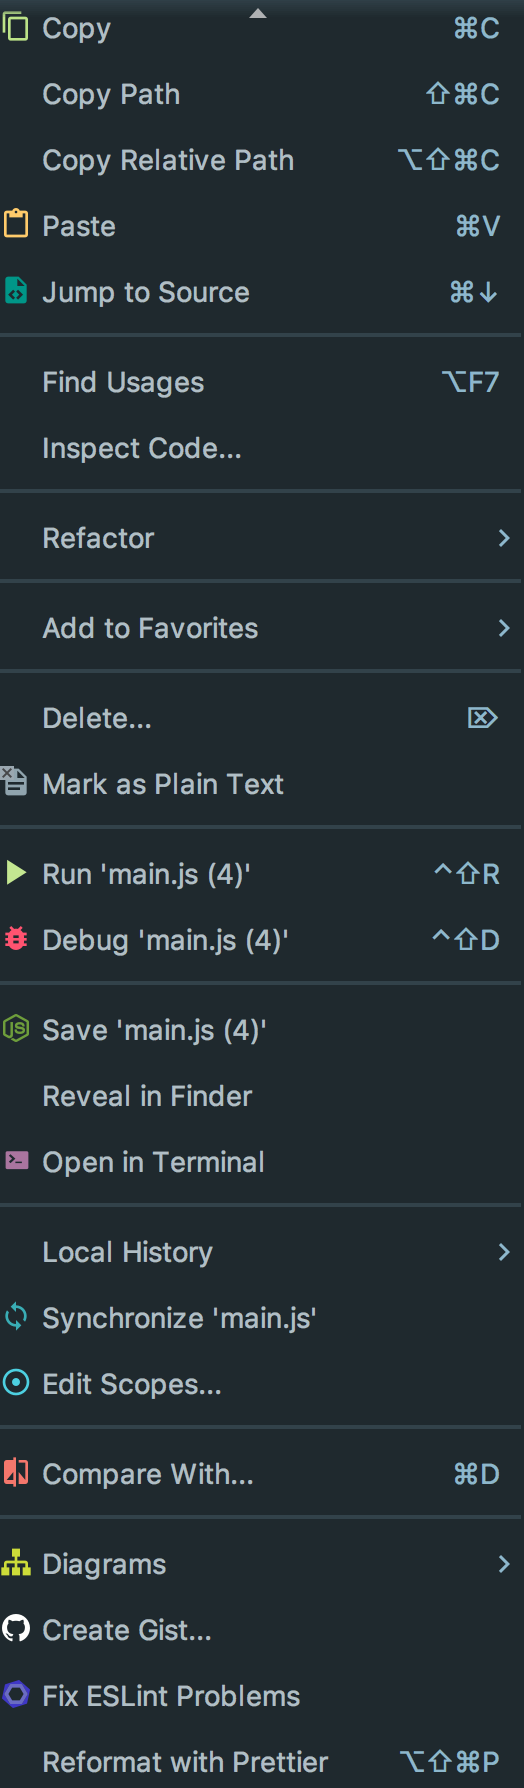 Copy ⌘C
Copy Path ⇧⌘C
Copy Relative Path ⌥⇧⌘C
Paste ⌘V
Jump to Source ⌘↓
Find Usages ⌥F7
Inspect Code...
Refactor
Add to Favorites
Delete... ⌦
Mark as Plain Text
Run 'main.js (4)' ^⇧R
Debug 'main.js (4)' ^⇧D
JS Save 'main.js (4)'
Reveal in Finder
Open in Terminal
Local History
Synchronize 'main.js'
Edit Scopes...
Compare With... ⌘D
Diagrams
Create Gist...
Fix ESLint Problems
Reformat with Prettier ⌥⇧⌘P